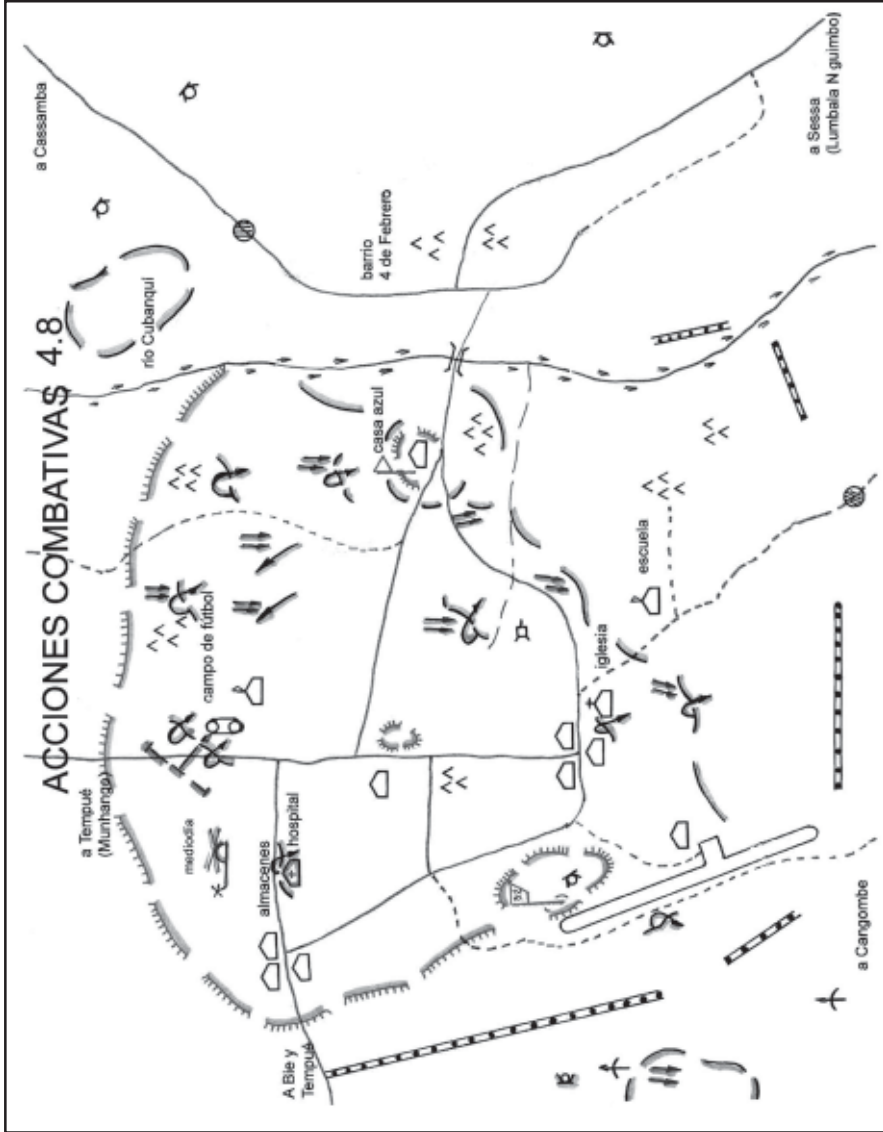 ACCIONES COMBATIVAS 4.8
a Cassamba
a Tempué
(Munhango)
río Cubanqui
campo de fútbol
mediodía
barrio
4 de Febrero
casa azul
almacenes
hospital
A Bie y
Tempué
escuela
iglesia
a Sessa
(Lumbala N guimbo)
a Cangombe